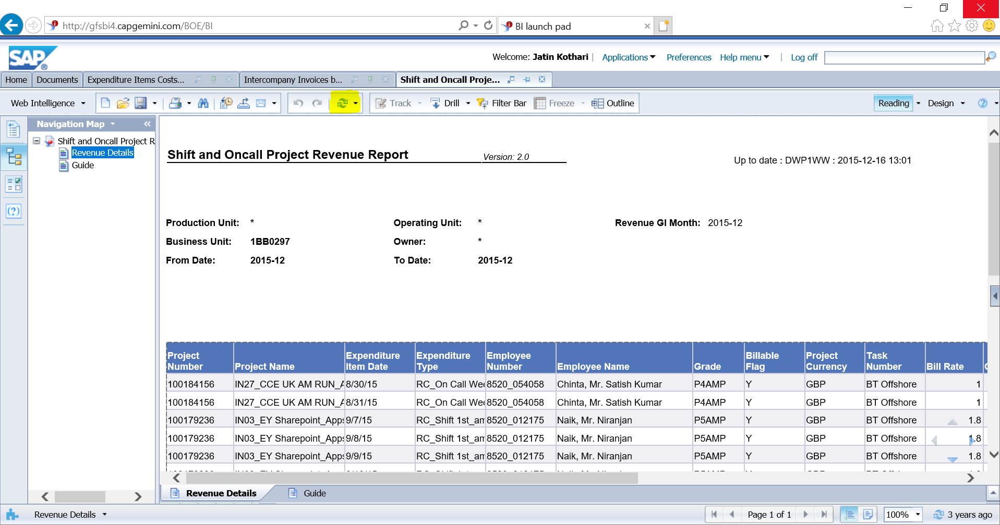 http://gfsbi4.capgemini.com/BOE/BI
BI launch pad
SAP
Welcome: Jatin Kothari | Applications Preferences Help menu | Log off
Home Documents Expenditure Items Costs... Intercompany Invoices b... Shift and Oncall Proje...
Web Intelligence Track Drill Filter Bar Freeze Outline Reading Design
Navigation Map
Shift and Oncall Project R
Revenue Details
Guide
Shift and Oncall Project Revenue Report Version: 2.0
Up to date : DWP1WW : 2015-12-16 13:01
Production Unit: * Operating Unit: * Revenue GI Month: 2015-12
Business Unit: 1BB0297 Owner: *
From Date: 2015-12 To Date: 2015-12
Project Number Project Name Expenditure Item Date Expenditure Type Employee Number Employee Name Grade Billable Flag Project Currency Task Number Bill Rate
100184156 IN27_CCE UK AM RUN_A 8/30/15 RC_On Call Wee 8520_054058 Chinta, Mr. Satish Kumar P4AMP Y GBP BT Offshore 1
100184156 IN27_CCE UK AM RUN_A 8/31/15 RC_On Call Wee 8520_054058 Chinta, Mr. Satish Kumar P4AMP Y GBP BT Offshore 1
100179236 IN03_EY Sharepoint_Apps 9/7/15 RC_Shift 1st_am 8520_012175 Naik, Mr. Niranjan P5AMP Y GBP BT Offshore 1.8
100179236 IN03_EY Sharepoint_Apps 9/8/15 RC_Shift 1st_am 8520_012175 Naik, Mr. Niranjan P5AMP Y GBP BT Offshore 1.8
100179236 IN03_EY Sharepoint_Apps 9/9/15 RC_Shift 1st_am 8520_012175 Naik, Mr. Niranjan P5AMP Y GBP BT Offshore 1.8
Revenue Details Guide
Revenue Details Page 1 of 1 100% 3 years ago